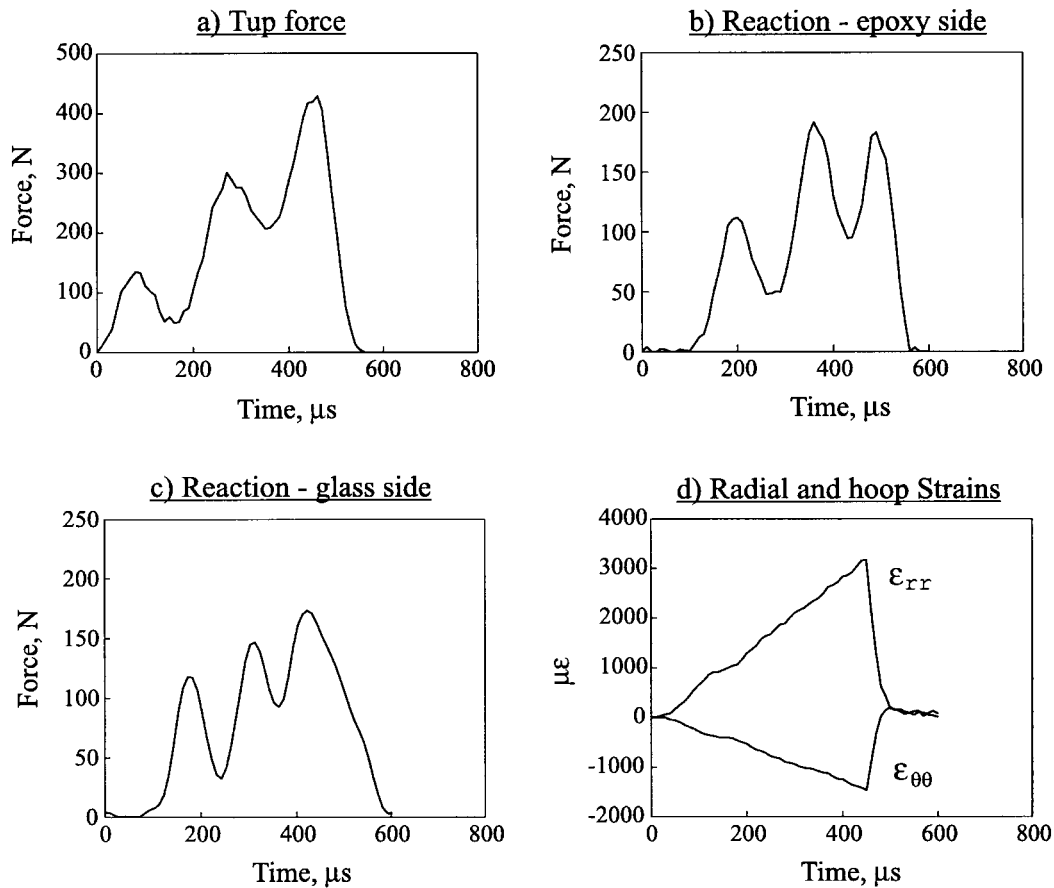 a) Tup force
500
400
300
200
100
0
Force, N
0 200 400 600 800
Time, μs
b) Reaction - epoxy side
250
200
150
100
50
0
Force, N
0 200 400 600 800
Time, μs
c) Reaction - glass side
250
200
150
100
50
0
Force, N
0 200 400 600 800
Time, μs
d) Radial and hoop Strains
4000
3000
2000
1000
0
-1000
-2000
με
εrr
εθθ
0 200 400 600 800
Time, μs